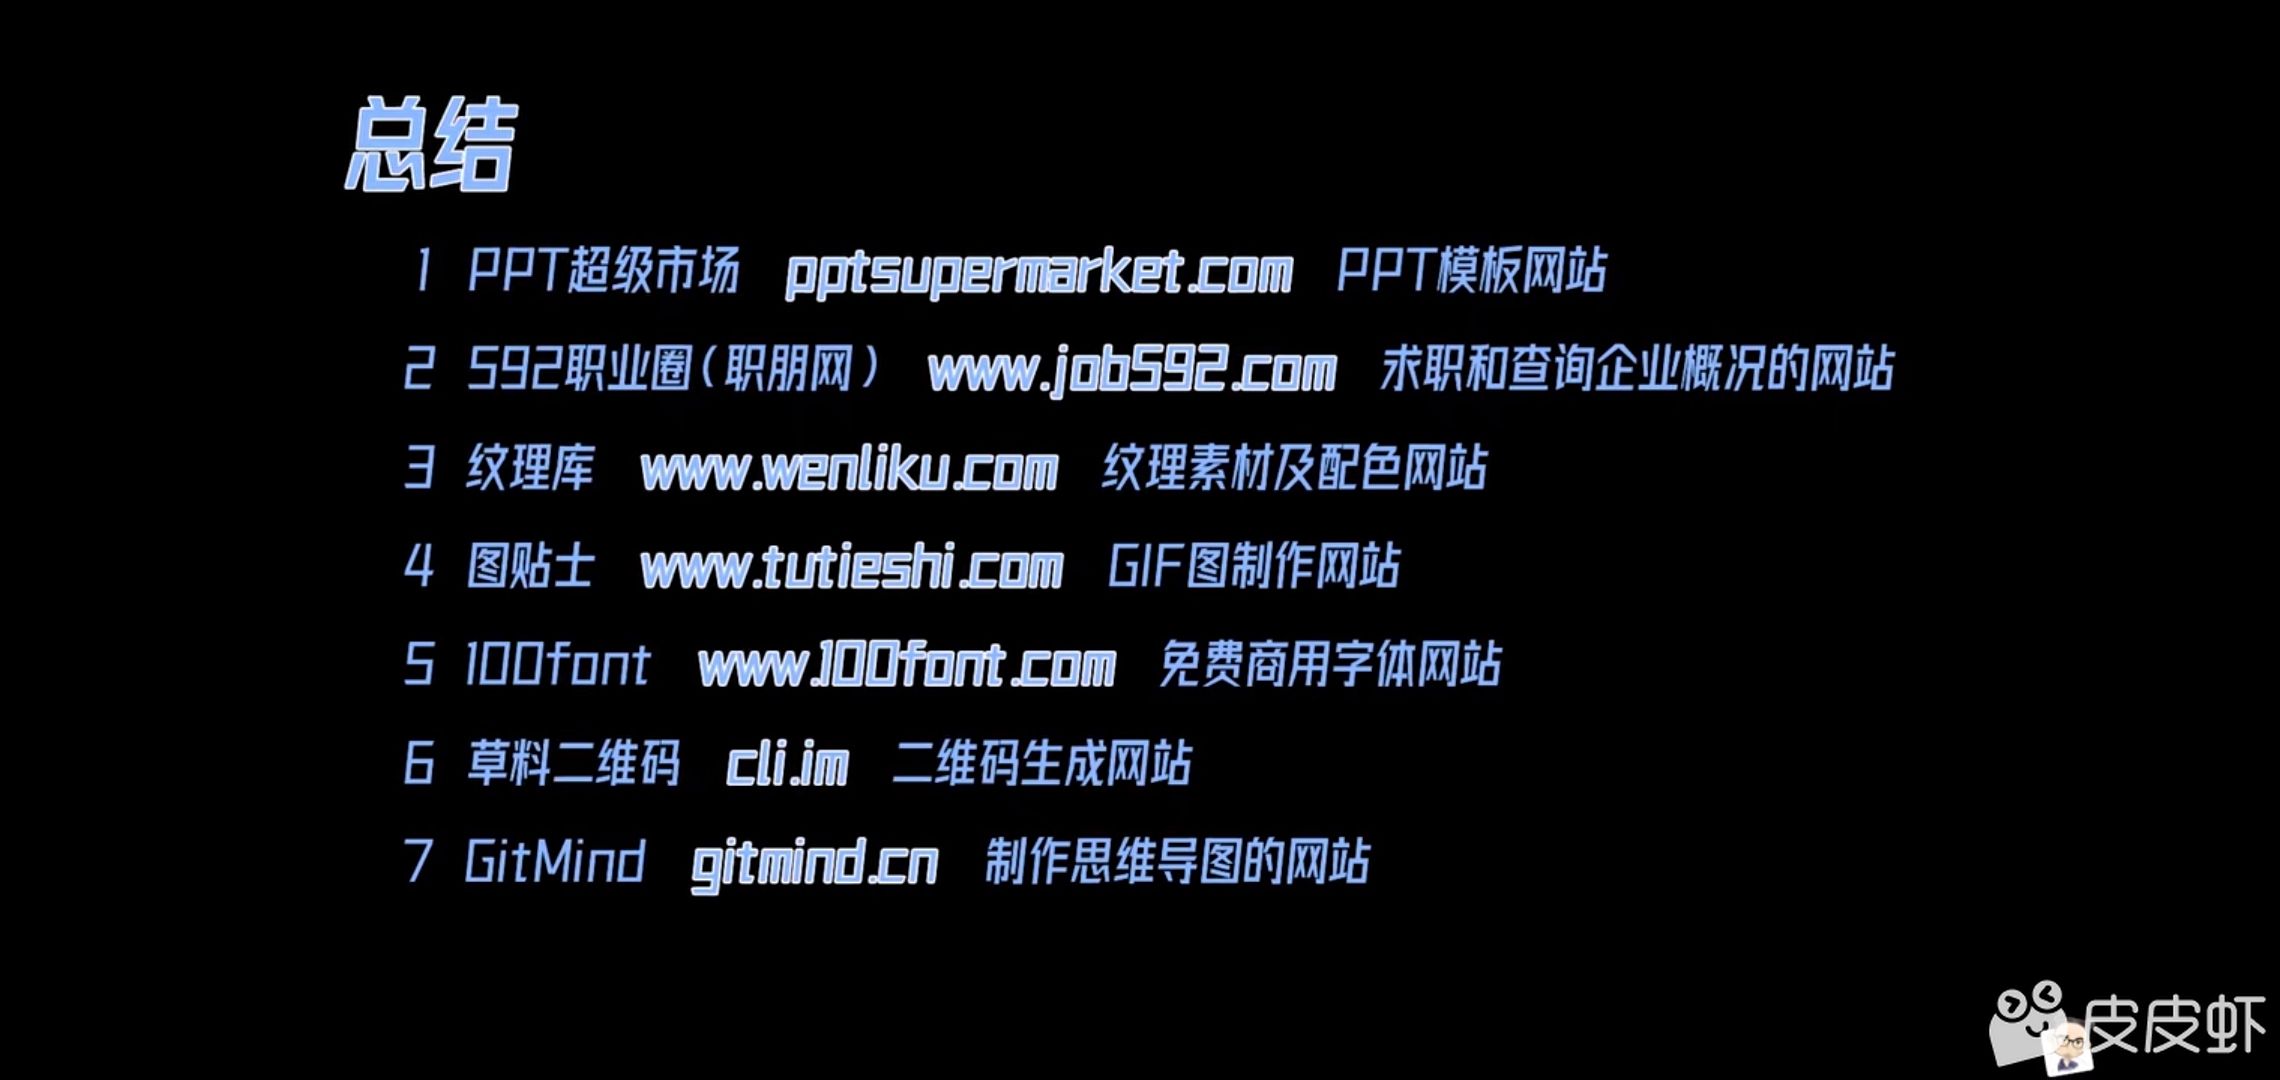 总结
1 PPT超级市场 pptsupermarket.com PPT模板网站
2 592职业圈(职朋网) www.job592.com 求职和查询企业概况的网站
3 纹理库 www.wenliku.com 纹理素材及配色网站
4 图贴士 www.tutieshi.com GIF图制作网站
5 100font www.100font.com 免费商用字体网站
6 草料二维码 cli.im 二维码生成网站
7 GitMind gitmind.cn 制作思维导图的网站
皮皮虾